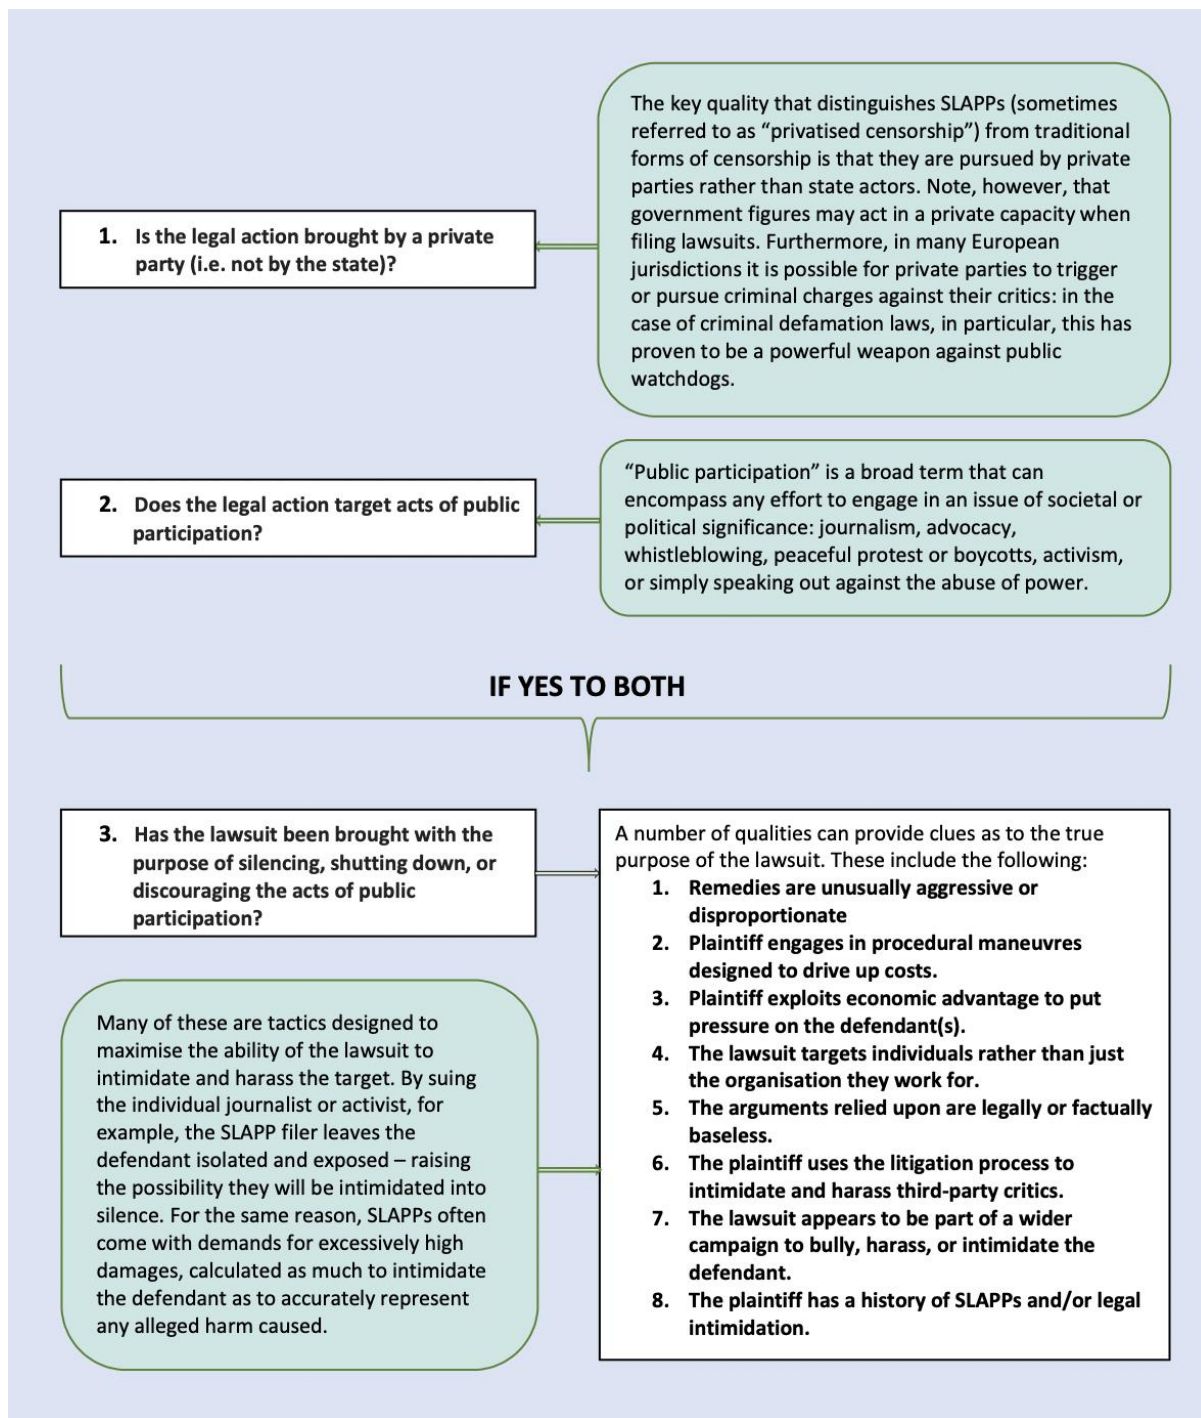 The key quality that distinguishes SLAPPs (sometimes
referred to as “privatised censorship”) from traditional
forms of censorship is that they are pursued by private
parties rather than state actors. Note, however, that
government figures may act in a private capacity when
filing lawsuits. Furthermore, in many European
jurisdictions it is possible for private parties to trigger
or pursue criminal charges against their critics: in the
case of criminal defamation laws, in particular, this has
proven to be a powerful weapon against public
watchdogs.
1. Is the legal action brought by a private
party (i.e. not by the state)?
“Public participation” is a broad term that can
encompass any effort to engage in an issue of societal or
political significance: journalism, advocacy,
whistleblowing, peaceful protest or boycotts, activism,
or simply speaking out against the abuse of power.
2. Does the legal action target acts of public
participation?
IF YES TO BOTH
3. Has the lawsuit been brought with the
purpose of silencing, shutting down, or
discouraging the acts of public
participation?
A number of qualities can provide clues as to the true
purpose of the lawsuit. These include the following:
1. Remedies are unusually aggressive or
disproportionate
2. Plaintiff engages in procedural maneuvres
designed to drive up costs.
3. Plaintiff exploits economic advantage to put
pressure on the defendant(s).
4. The lawsuit targets individuals rather than just
the organisation they work for.
5. The arguments relied upon are legally or factually
baseless.
6. The plaintiff uses the litigation process to
intimidate and harass third-party critics.
7. The lawsuit appears to be part of a wider
campaign to bully, harass, or intimidate the
defendant.
8. The plaintiff has a history of SLAPPs and/or legal
intimidation.
Many of these are tactics designed to
maximise the ability of the lawsuit to
intimidate and harass the target. By suing
the individual journalist or activist, for
example, the SLAPP filer leaves the
defendant isolated and exposed – raising
the possibility they will be intimidated into
silence. For the same reason, SLAPPs often
come with demands for excessively high
damages, calculated as much to intimidate
the defendant as to accurately represent
any alleged harm caused.